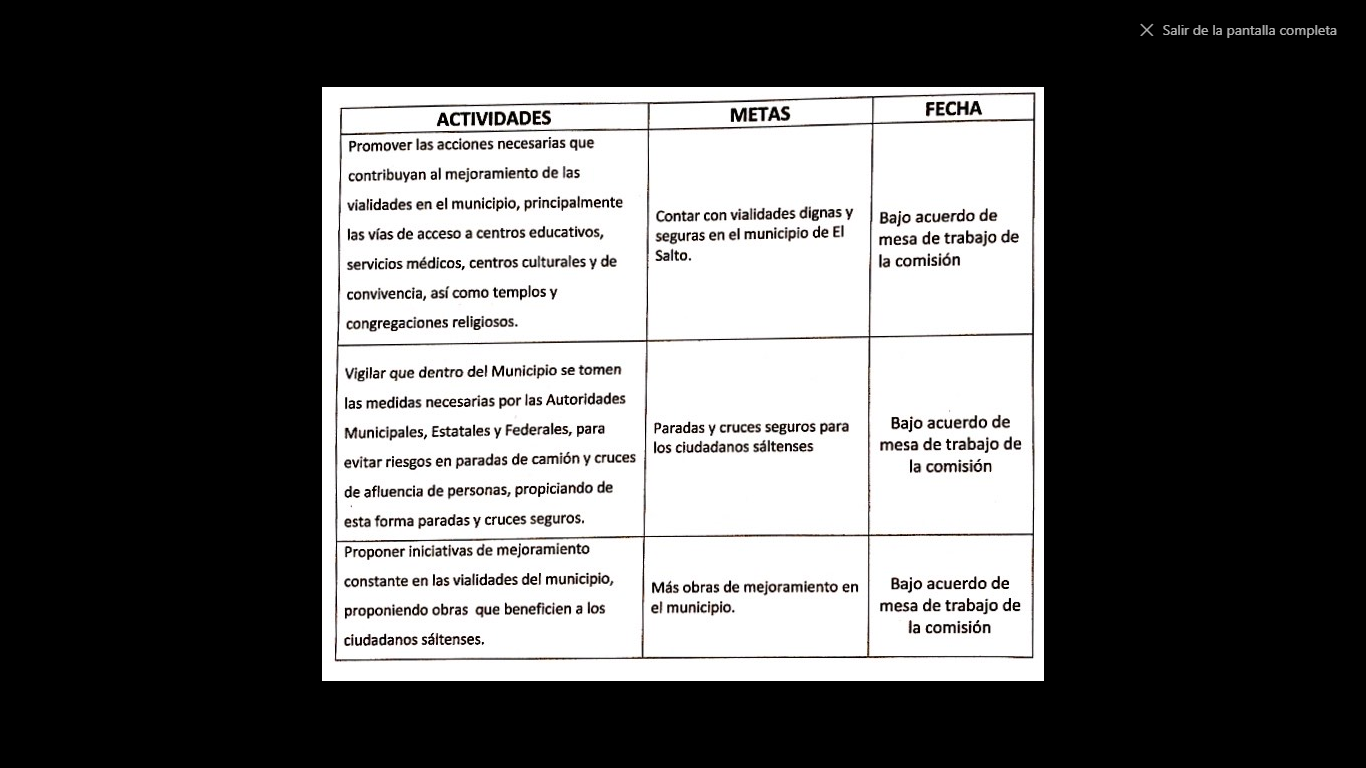 Salir de la pantalla completa
ACTIVIDADES
METAS
FECHA
Promover las acciones necesarias que
contribuyan al mejoramiento de las
vialidades en el municipio, principalmente
las vías de acceso a centros educativos,
servicios médicos, centros culturales y de
convivencia, así como templos y
congregaciones religiosos.
Contar con vialidades dignas y
seguras en el municipio de El
Salto.
Bajo acuerdo de
mesa de trabajo de
la comisión
Vigilar que dentro del Municipio se tomen
las medidas necesarias por las Autoridades
Municipales, Estatales y Federales, para
evitar riesgos en paradas de camión y cruces
de afluencia de personas, propiciando de
esta forma paradas y cruces seguros.
Paradas y cruces seguros para
los ciudadanos sáltenses
Bajo acuerdo de
mesa de trabajo de
la comisión
Proponer iniciativas de mejoramiento
constante en las vialidades del municipio,
proponiendo obras que beneficien a los
ciudadanos sáltenses.
Más obras de mejoramiento en
el municipio.
Bajo acuerdo de
mesa de trabajo de
la comisión